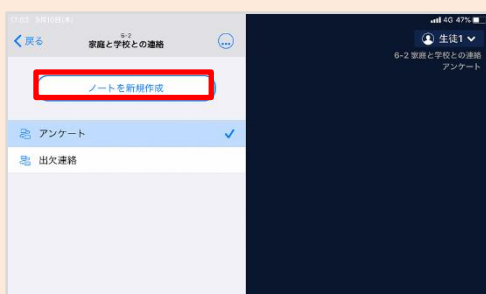 4G 47%
戻る
6-2
家庭と学校との連絡
ノートを新規作成
アンケート
出欠連絡
生徒1
6-2 家庭と学校との連絡
アンケート